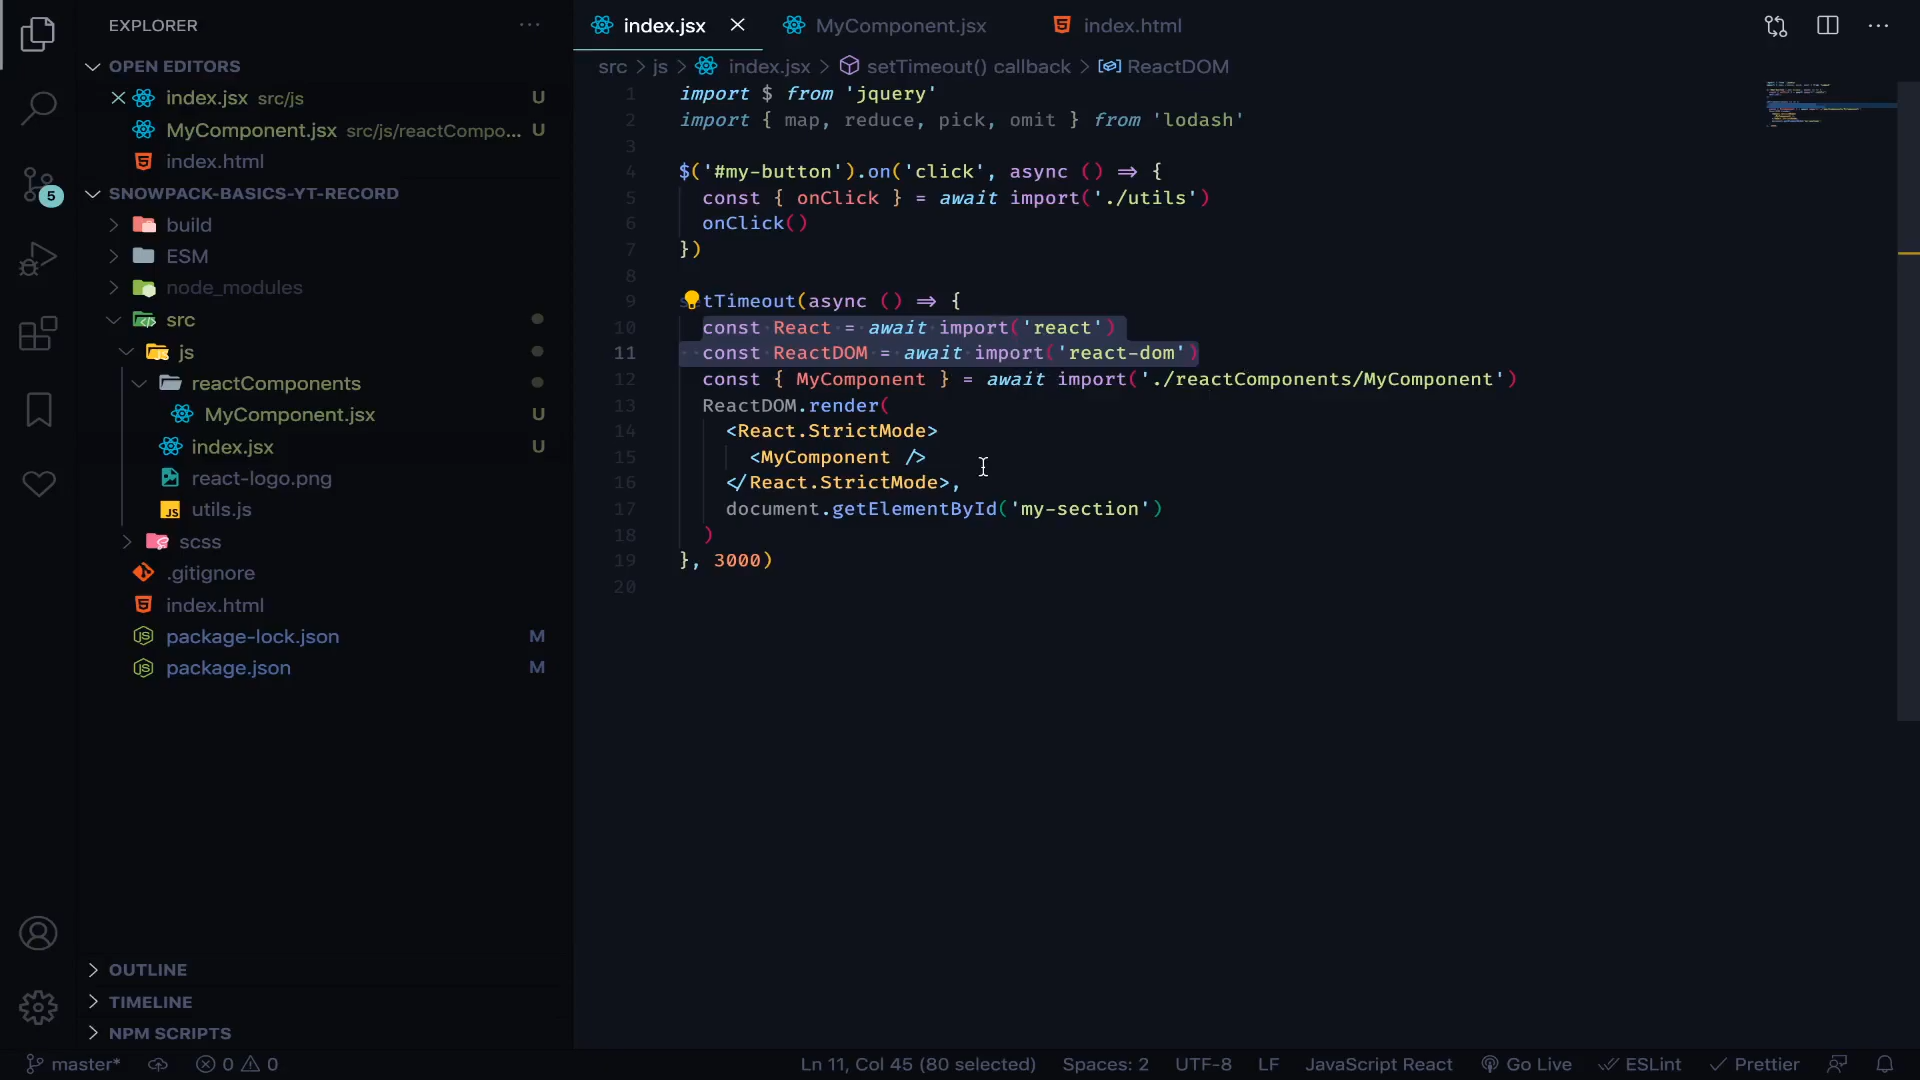 EXPLORER
OPEN EDITORS
index.jsx src/js U
MyComponent.jsx src/js/reactCompo... U
index.html
SNOWPACK-BASICS-YT-RECORD
build
ESM
node_modules
src
js
reactComponents
MyComponent.jsx U
index.jsx U
react-logo.png
JS utils.js
scss
.gitignore
index.html
package-lock.json M
package.json M
OUTLINE
TIMELINE
NPM SCRIPTS
5
index.jsx MyComponent.jsx index.html
src > js > index.jsx > setTimeout() callback > ReactDOM
1 import $ from 'jquery'
2 import { map, reduce, pick, omit } from 'lodash'
3
4 $('#my-button').on('click', async () => {
5 const { onClick } = await import('./utils')
6 onClick()
7 })
8
9 setTimeout(async () => {
10 const React = await import('react')
11 const ReactDOM = await import('react-dom')
12 const { MyComponent } = await import('./reactComponents/MyComponent')
13 ReactDOM.render(
14 <React.StrictMode>
15 <MyComponent />
16 </React.StrictMode>,
17 document.getElementById('my-section')
18 )
19 }, 3000)
20
master* 0 0 Ln 11, Col 45 (80 selected) Spaces: 2 UTF-8 LF JavaScript React Go Live ESLint Prettier